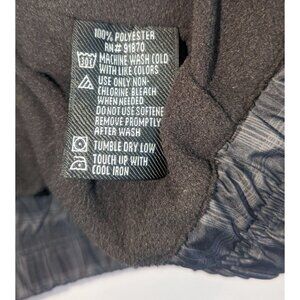 100% POLYESTER
RN# 91870
MACHINE WASH COLD
WITH LIKE COLORS
USE ONLY NON-
CHLORINE BLEACH
WHEN NEEDED
DO NOT USE SOFTENE
REMOVE PROMPTLY
AFTER WASH
TUMBLE DRY LOW
TOUCH UP WITH
COOL IRON